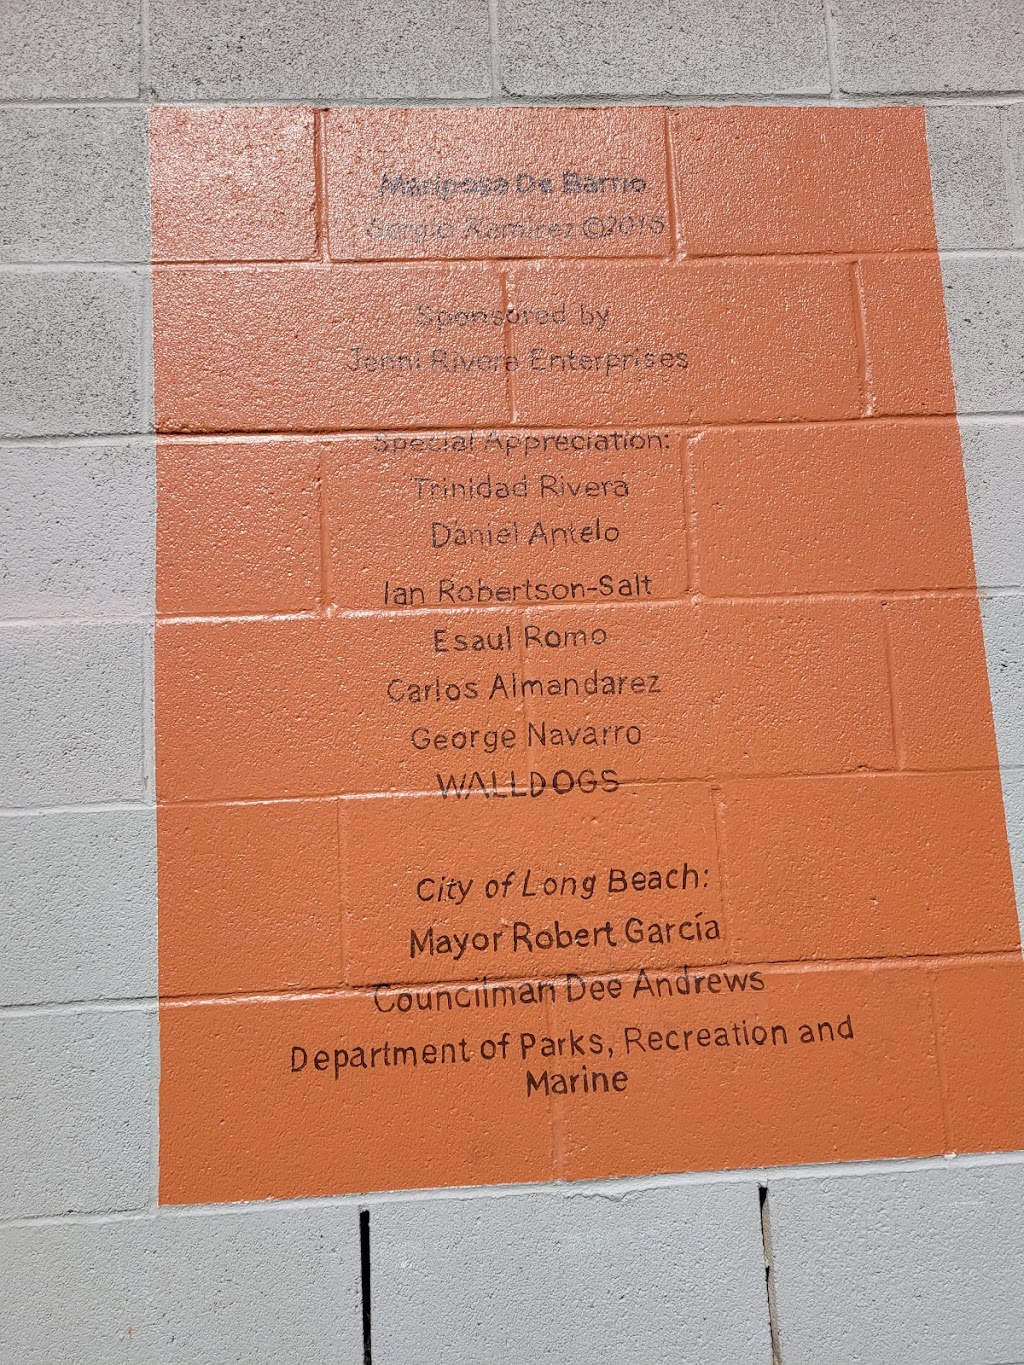 Mariposa De Barrio
Sergio Ramirez ©2015
Sponsored by
Jenni Rivera Enterprises
Special Appreciation:
Trinidad Rivera
Daniel Antelo
Ian Robertson-Salt
Esaul Romo
Carlos Almandarez
George Navarro
WALLDOGS
City of Long Beach:
Mayor Robert García
Councilman Dee Andrews
Department of Parks, Recreation and
Marine